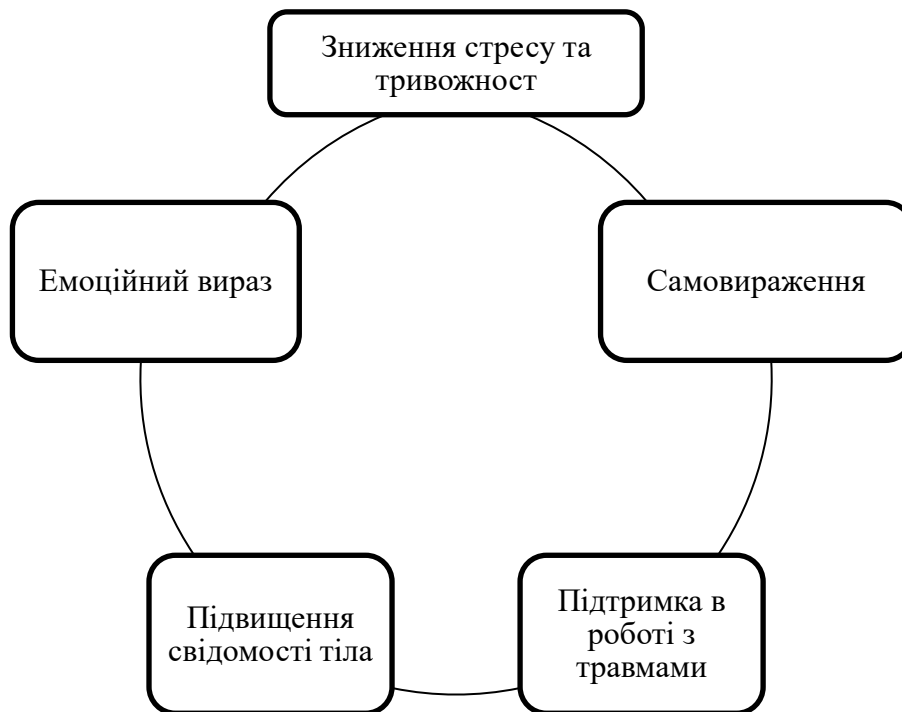 Зниження стресу та
тривожност
Емоційний вираз
Самовираження
Підвищення
свідомості тіла
Підтримка в
роботі з
травмами